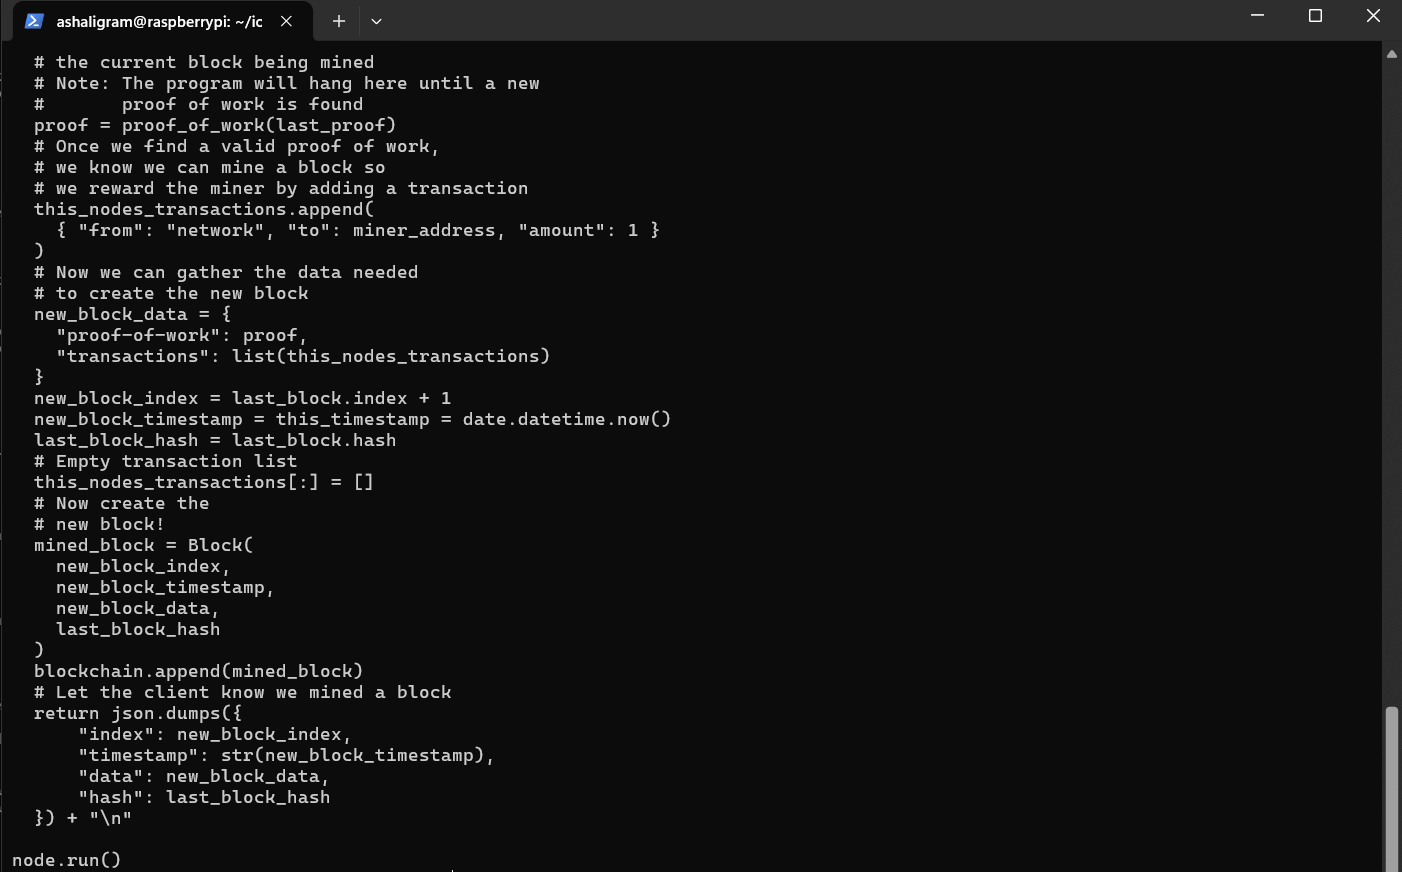 ashaligram@raspberrypi: ~/ic
# the current block being mined
# Note: The program will hang here until a new
#       proof of work is found
proof = proof_of_work(last_proof)
# Once we find a valid proof of work,
# we know we can mine a block so
# we reward the miner by adding a transaction
this_nodes_transactions.append(
  { "from": "network", "to": miner_address, "amount": 1 }
)
# Now we can gather the data needed
# to create the new block
new_block_data = {
  "proof-of-work": proof,
  "transactions": list(this_nodes_transactions)
}
new_block_index = last_block.index + 1
new_block_timestamp = this_timestamp = date.datetime.now()
last_block_hash = last_block.hash
# Empty transaction list
this_nodes_transactions[:] = []
# Now create the
# new block!
mined_block = Block(
  new_block_index,
  new_block_timestamp,
  new_block_data,
  last_block_hash
)
blockchain.append(mined_block)
# Let the client know we mined a block
return json.dumps({
    "index": new_block_index,
    "timestamp": str(new_block_timestamp),
    "data": new_block_data,
    "hash": last_block_hash
}) + "\n"
node.run()